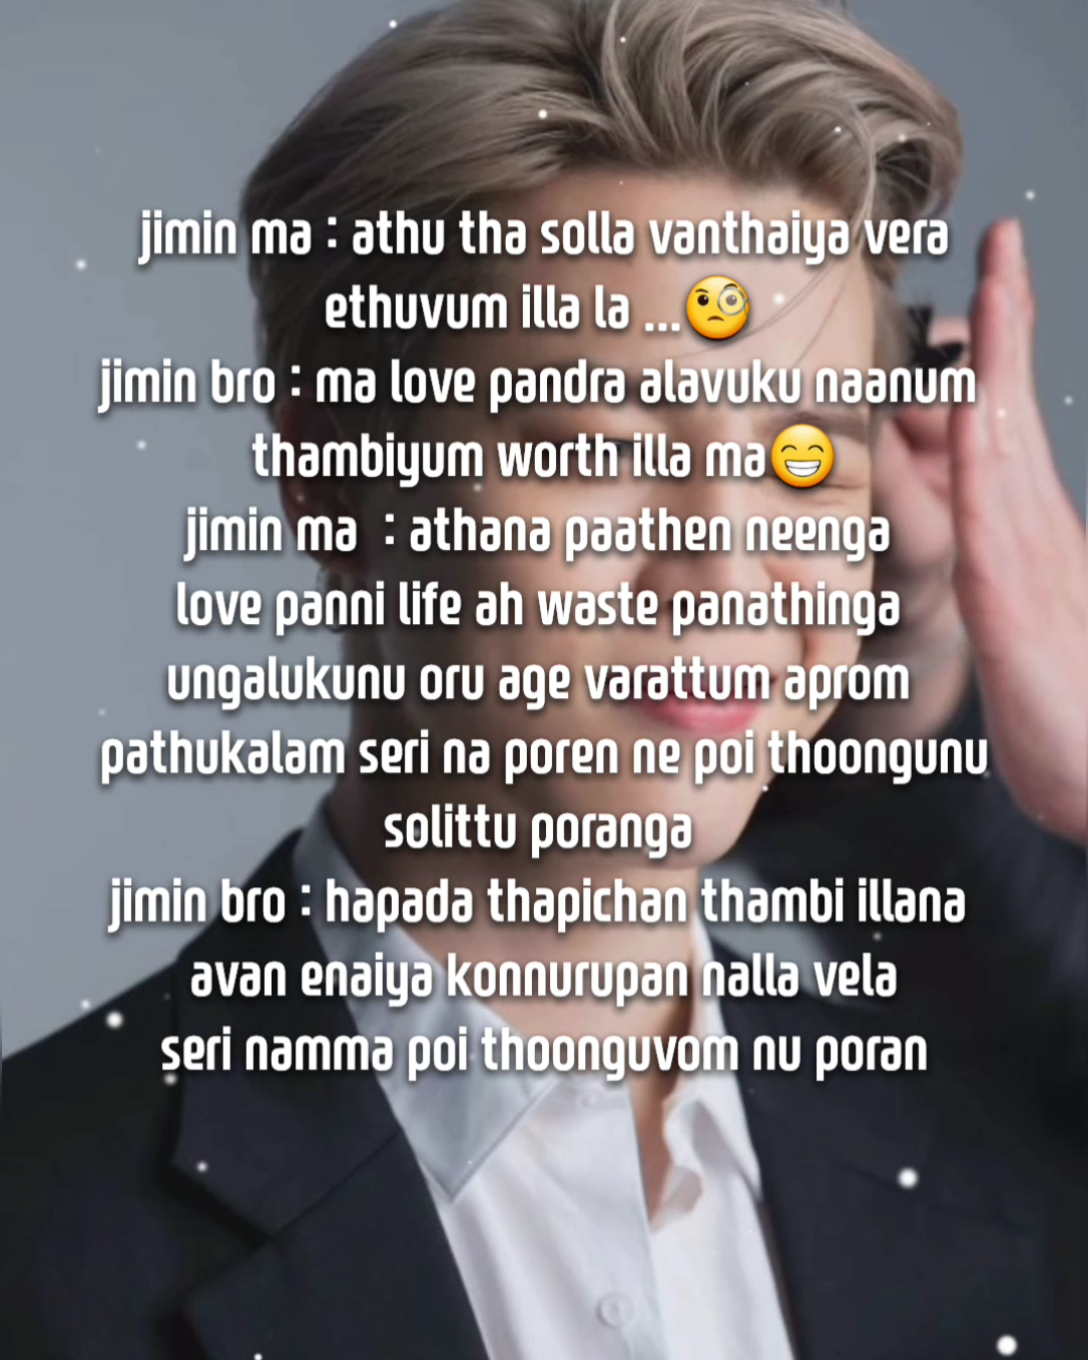 jimin ma : athu tha solla vanthaiya vera
ethuvum illa la ...🧐
jimin bro : ma love pandra alavuku naanum
thambiyum worth illa ma😁
jimin ma : athana paathen neenga
love panni life ah waste panathinga
ungalukunu oru age varattum aprom
pathukalam seri na poren ne poi thoongunu
solittu poranga
jimin bro : hapada thapichan thambi illana
avan enaiya konnurupan nalla vela
seri namma poi thoonguvom nu poran